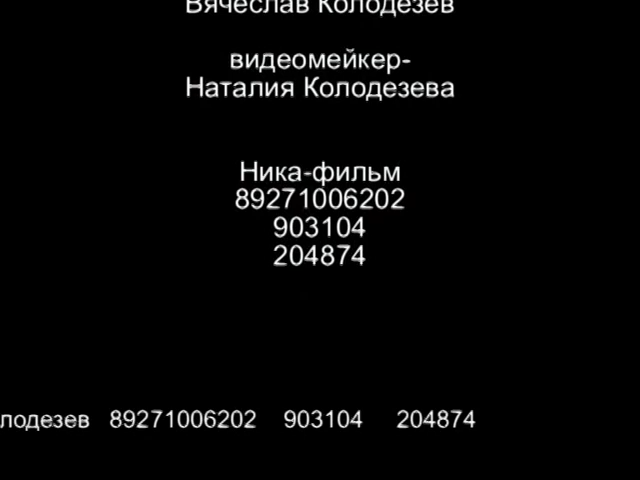 Вячеслав Колодезев
видеомейкер-
Наталия Колодезева
Ника-фильм
89271006202
903104
204874
лодезев 89271006202 903104 204874